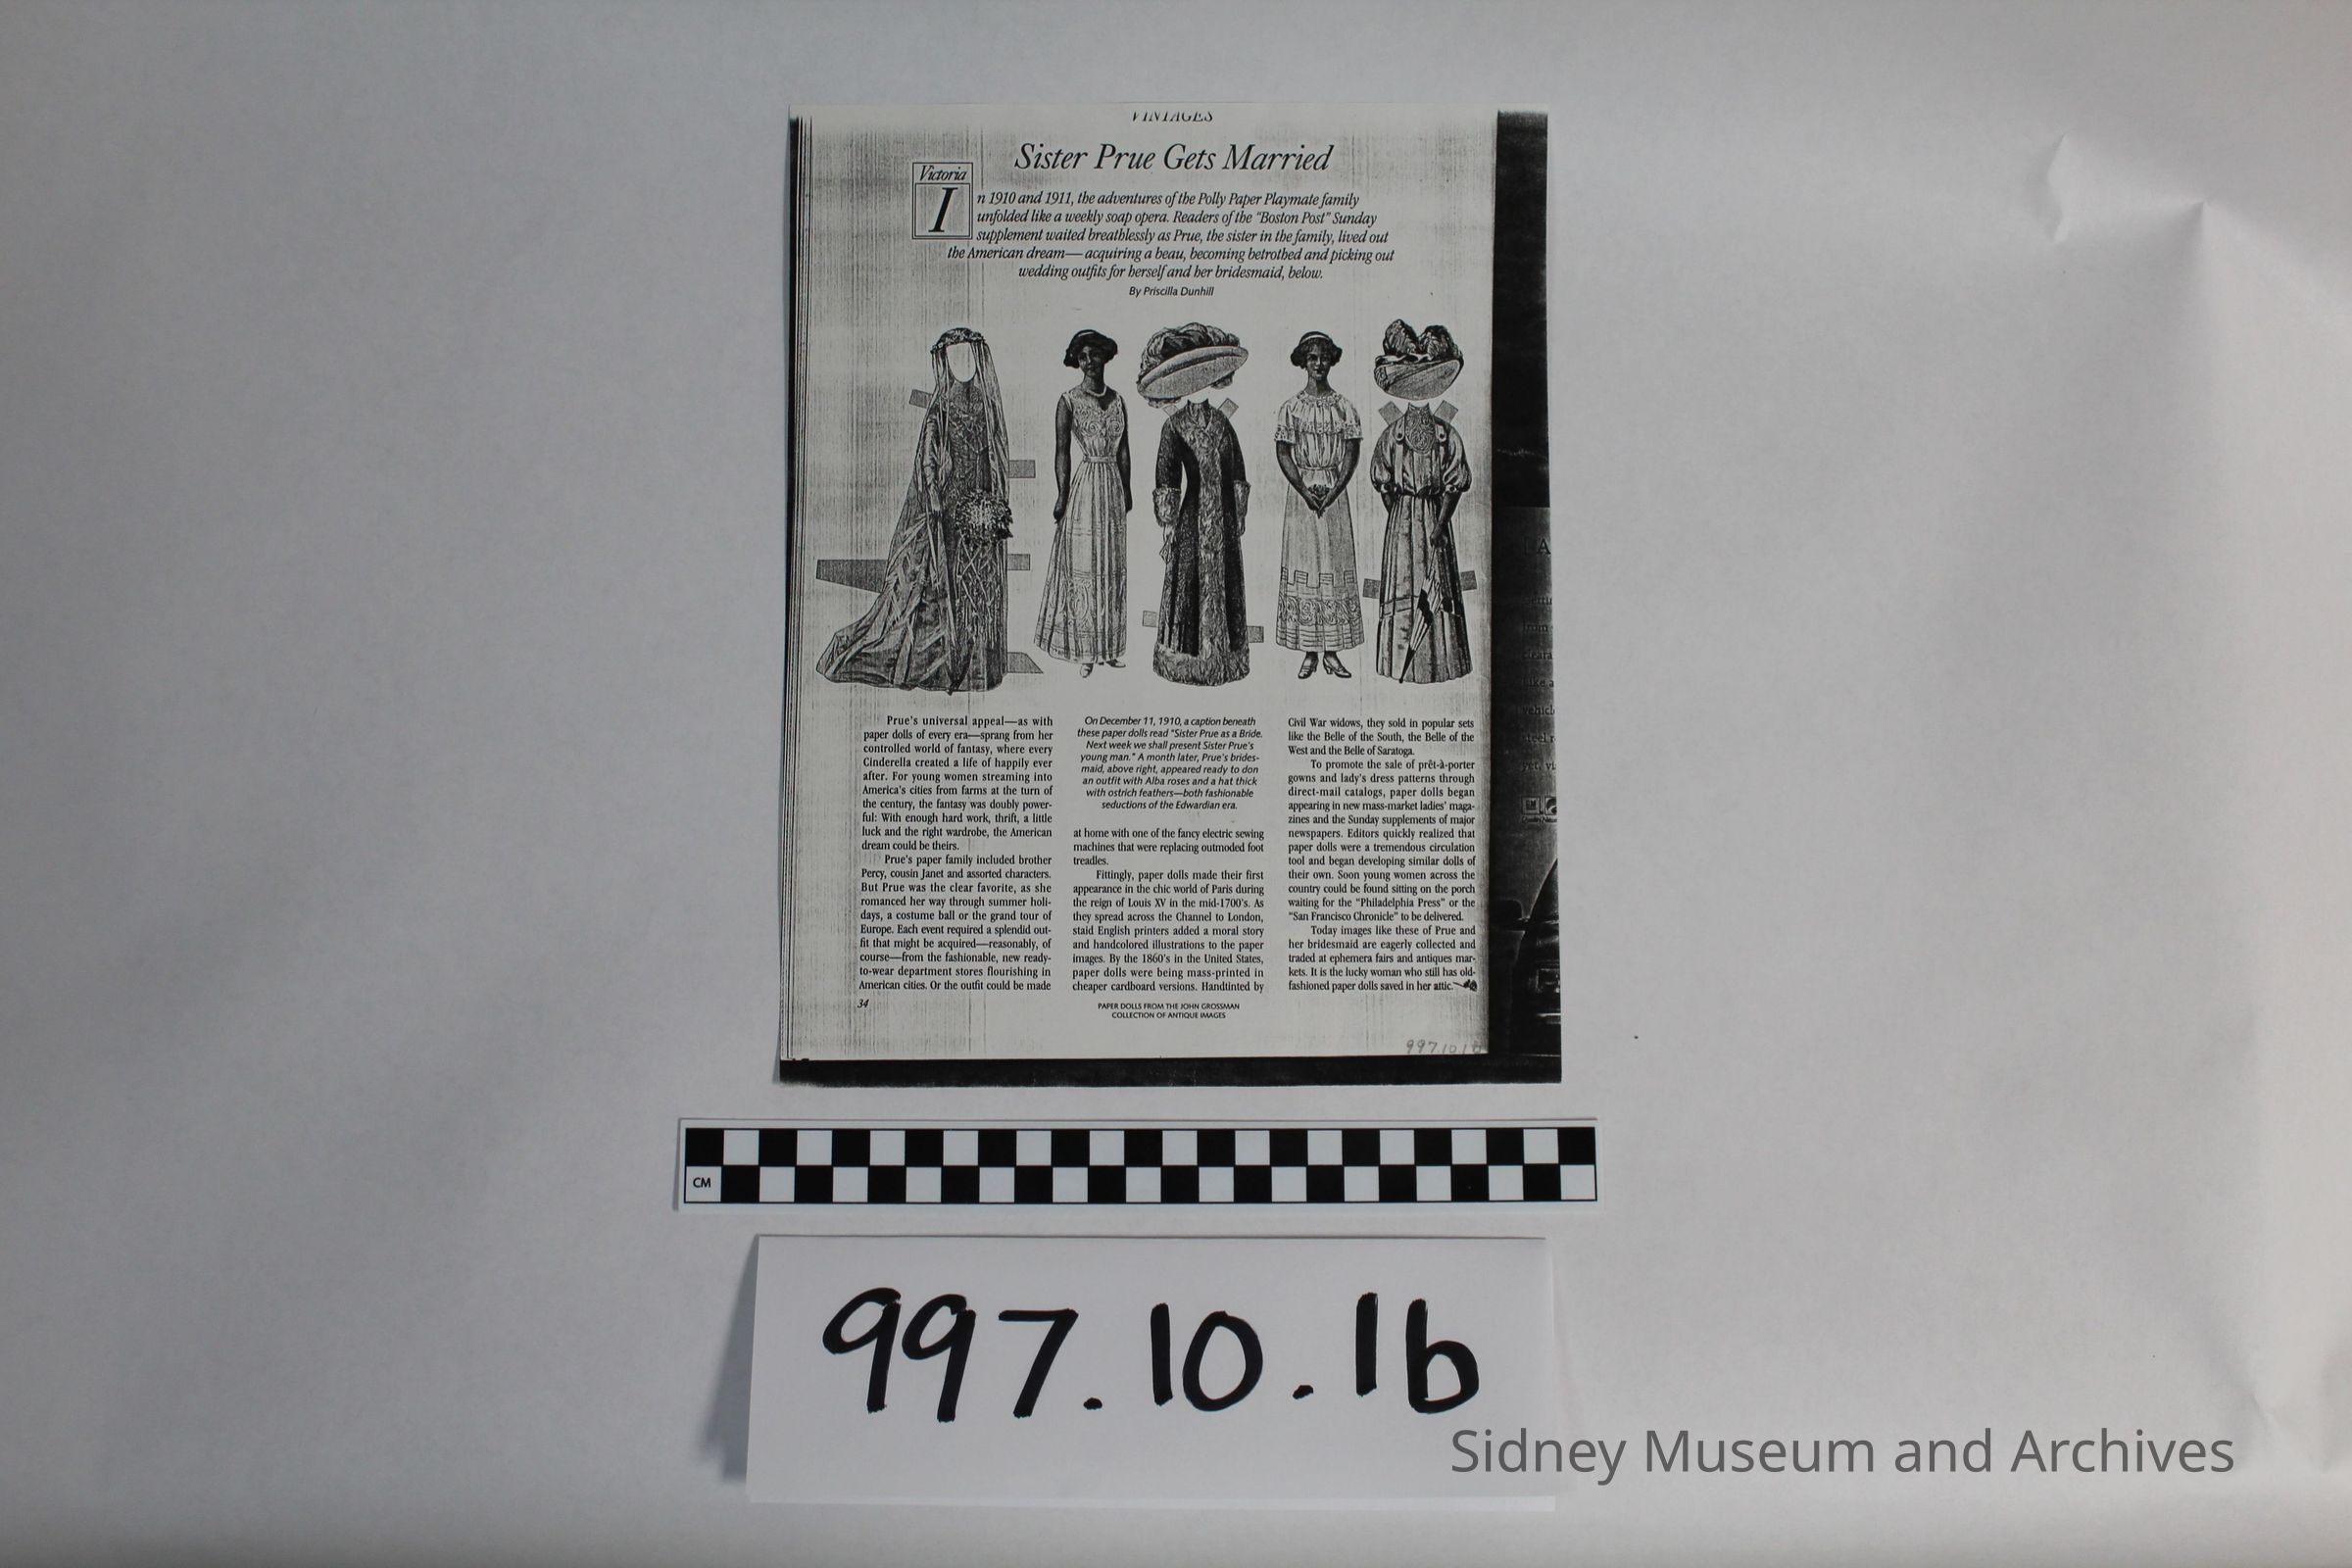 VINTAGES
Sister Prue Gets Married
Victoria
In 1910 and 1911, the adventures of the Polly Paper Playmate family
unfolded like a weekly soap opera. Readers of the "Boston Post" Sunday
supplement waited breathlessly as Prue, the sister in the family, lived out
the American dream—acquiring a beau, becoming betrothed and picking out
wedding outfits for herself and her bridesmaid, below.
By Priscilla Dunhill
Prue's universal appeal—as with
paper dolls of every era—sprang from her
controlled world of fantasy, where every
Cinderella created a life of happily ever
after. For young women streaming into
America's cities from farms at the turn of
the century, the fantasy was doubly power-
ful: With enough hard work, thrift, a little
luck and the right wardrobe, the American
dream could be theirs.
Prue's paper family included brother
Percy, cousin Janet and assorted characters.
But Prue was the clear favorite, as she
romanced her way through summer holi-
days, a costume ball or the grand tour of
Europe. Each event required a splendid out-
fit that might be acquired—reasonably, of
course—from the fashionable, new ready-
to-wear department stores flourishing in
American cities. Or the outfit could be made
34
On December 11, 1910, a caption beneath
these paper dolls read "Sister Prue as a Bride.
Next week we shall present Sister Prue's
young man." A month later, Prue's brides-
maid, above right, appeared ready to don
an outfit with Alba roses and a hat thick
with ostrich feathers—both fashionable
seductions of the Edwardian era.
at home with one of the fancy electric sewing
machines that were replacing outmoded foot
treadles.
Fittingly, paper dolls made their first
appearance in the chic world of Paris during
the reign of Louis XV in the mid-1700's. As
they spread across the Channel to London,
staid English printers added a moral story
and handcolored illustrations to the paper
images. By the 1860's in the United States,
paper dolls were being mass-printed in
cheaper cardboard versions. Handtinted by
PAPER DOLLS FROM THE JOHN GROSSMAN
COLLECTION OF ANTIQUE IMAGES
Civil War widows, they sold in popular sets
like the Belle of the South, the Belle of the
West and the Belle of Saratoga.
To promote the sale of prêt-à-porter
gowns and lady's dress patterns through
direct-mail catalogs, paper dolls began
appearing in new mass-market ladies' maga-
zines and the Sunday supplements of major
newspapers. Editors quickly realized that
paper dolls were a tremendous circulation
tool and began developing similar dolls of
their own. Soon young women across the
country could be found sitting on the porch
waiting for the "Philadelphia Press" or the
"San Francisco Chronicle" to be delivered.
Today images like these of Prue and
her bridesmaid are eagerly collected and
traded at ephemera fairs and antiques mar-
kets. It is the lucky woman who still has old-
fashioned paper dolls saved in her attic.
997.10.1b
CM
997.10.1b
Sidney Museum and Archives